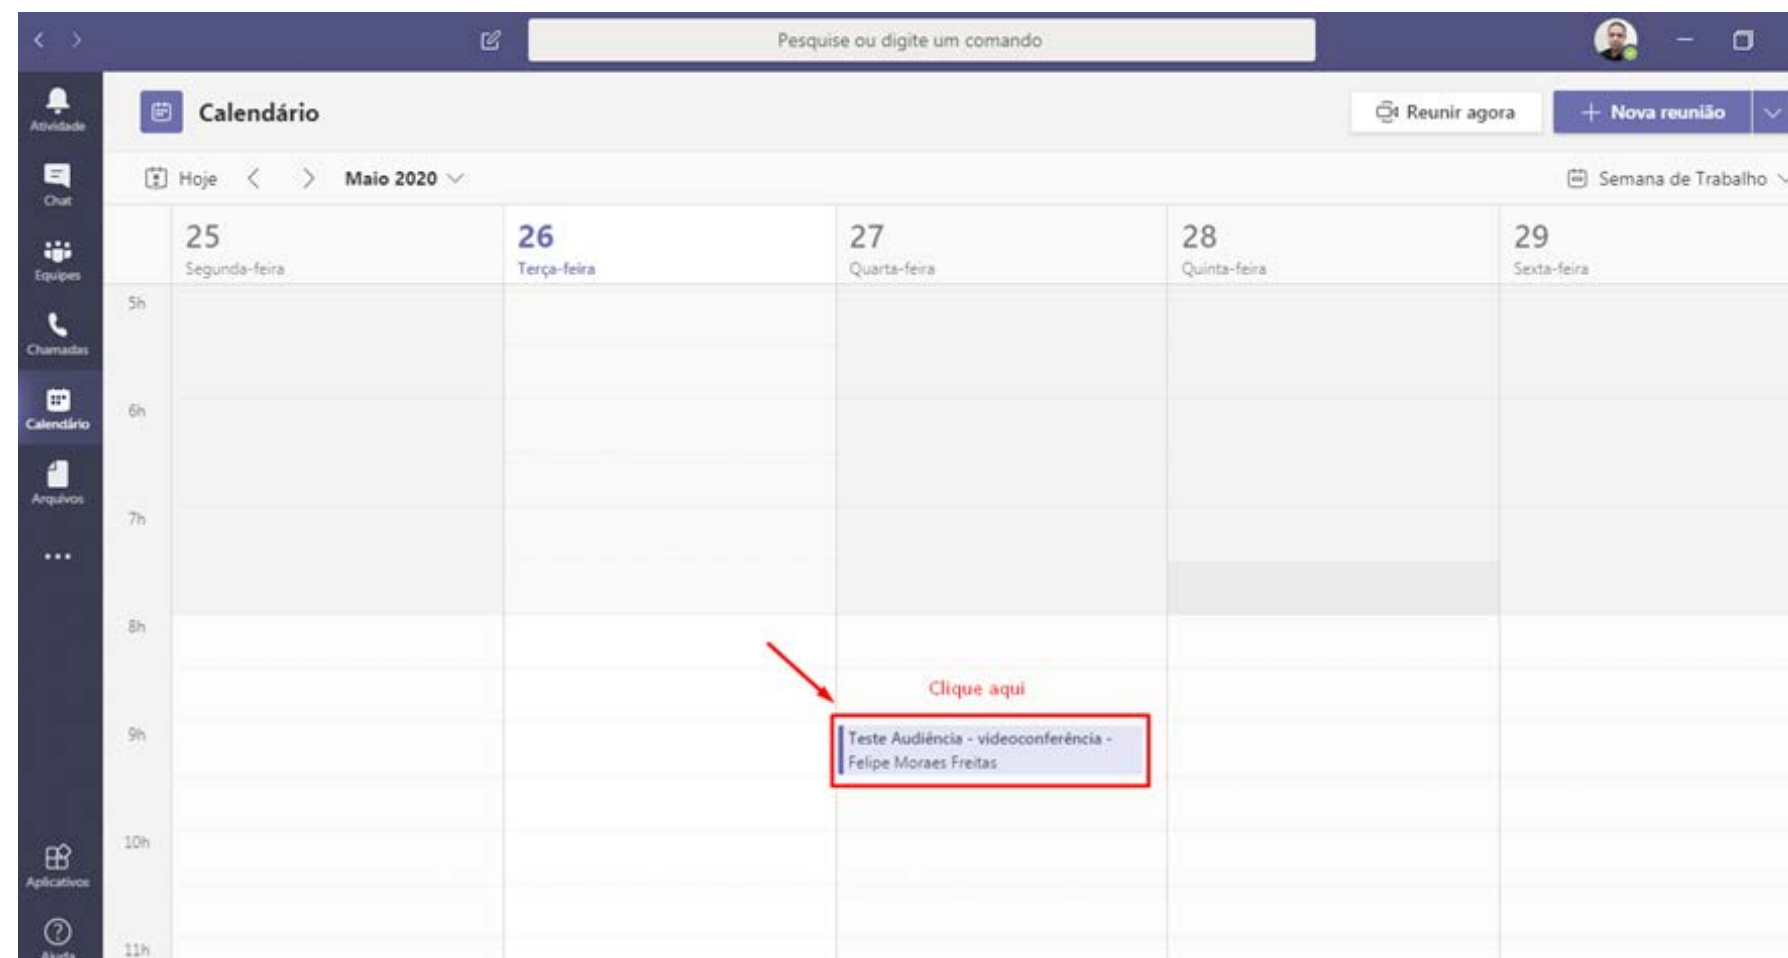 Pesquise ou digite um comando
Atividade
Calendário
Reunir agora
Nova reunião
Chat
Hoje
Maio 2020
Semana de Trabalho
Equipes
25
Segunda-feira
26
Terça-feira
27
Quarta-feira
28
Quinta-feira
29
Sexta-feira
Chamadas
Calendário
Arquivos
5h
6h
7h
8h
9h
10h
11h
Clique aqui
Teste Audiência - videoconferência -
Felipe Moraes Freitas
Aplicativos